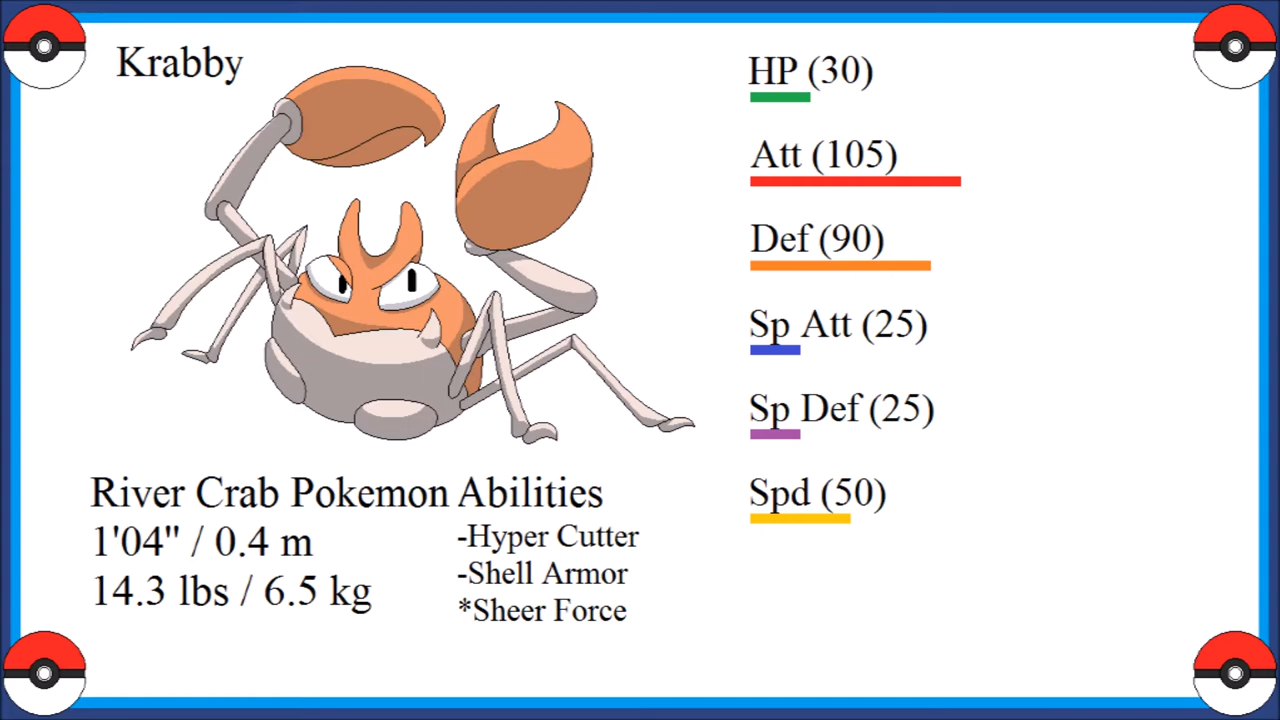 Krabby
HP (30)
Att (105)
Def (90)
Sp Att (25)
Sp Def (25)
Spd (50)
River Crab Pokemon
1'04" / 0.4 m
14.3 lbs / 6.5 kg
Abilities
-Hyper Cutter
-Shell Armor
*Sheer Force